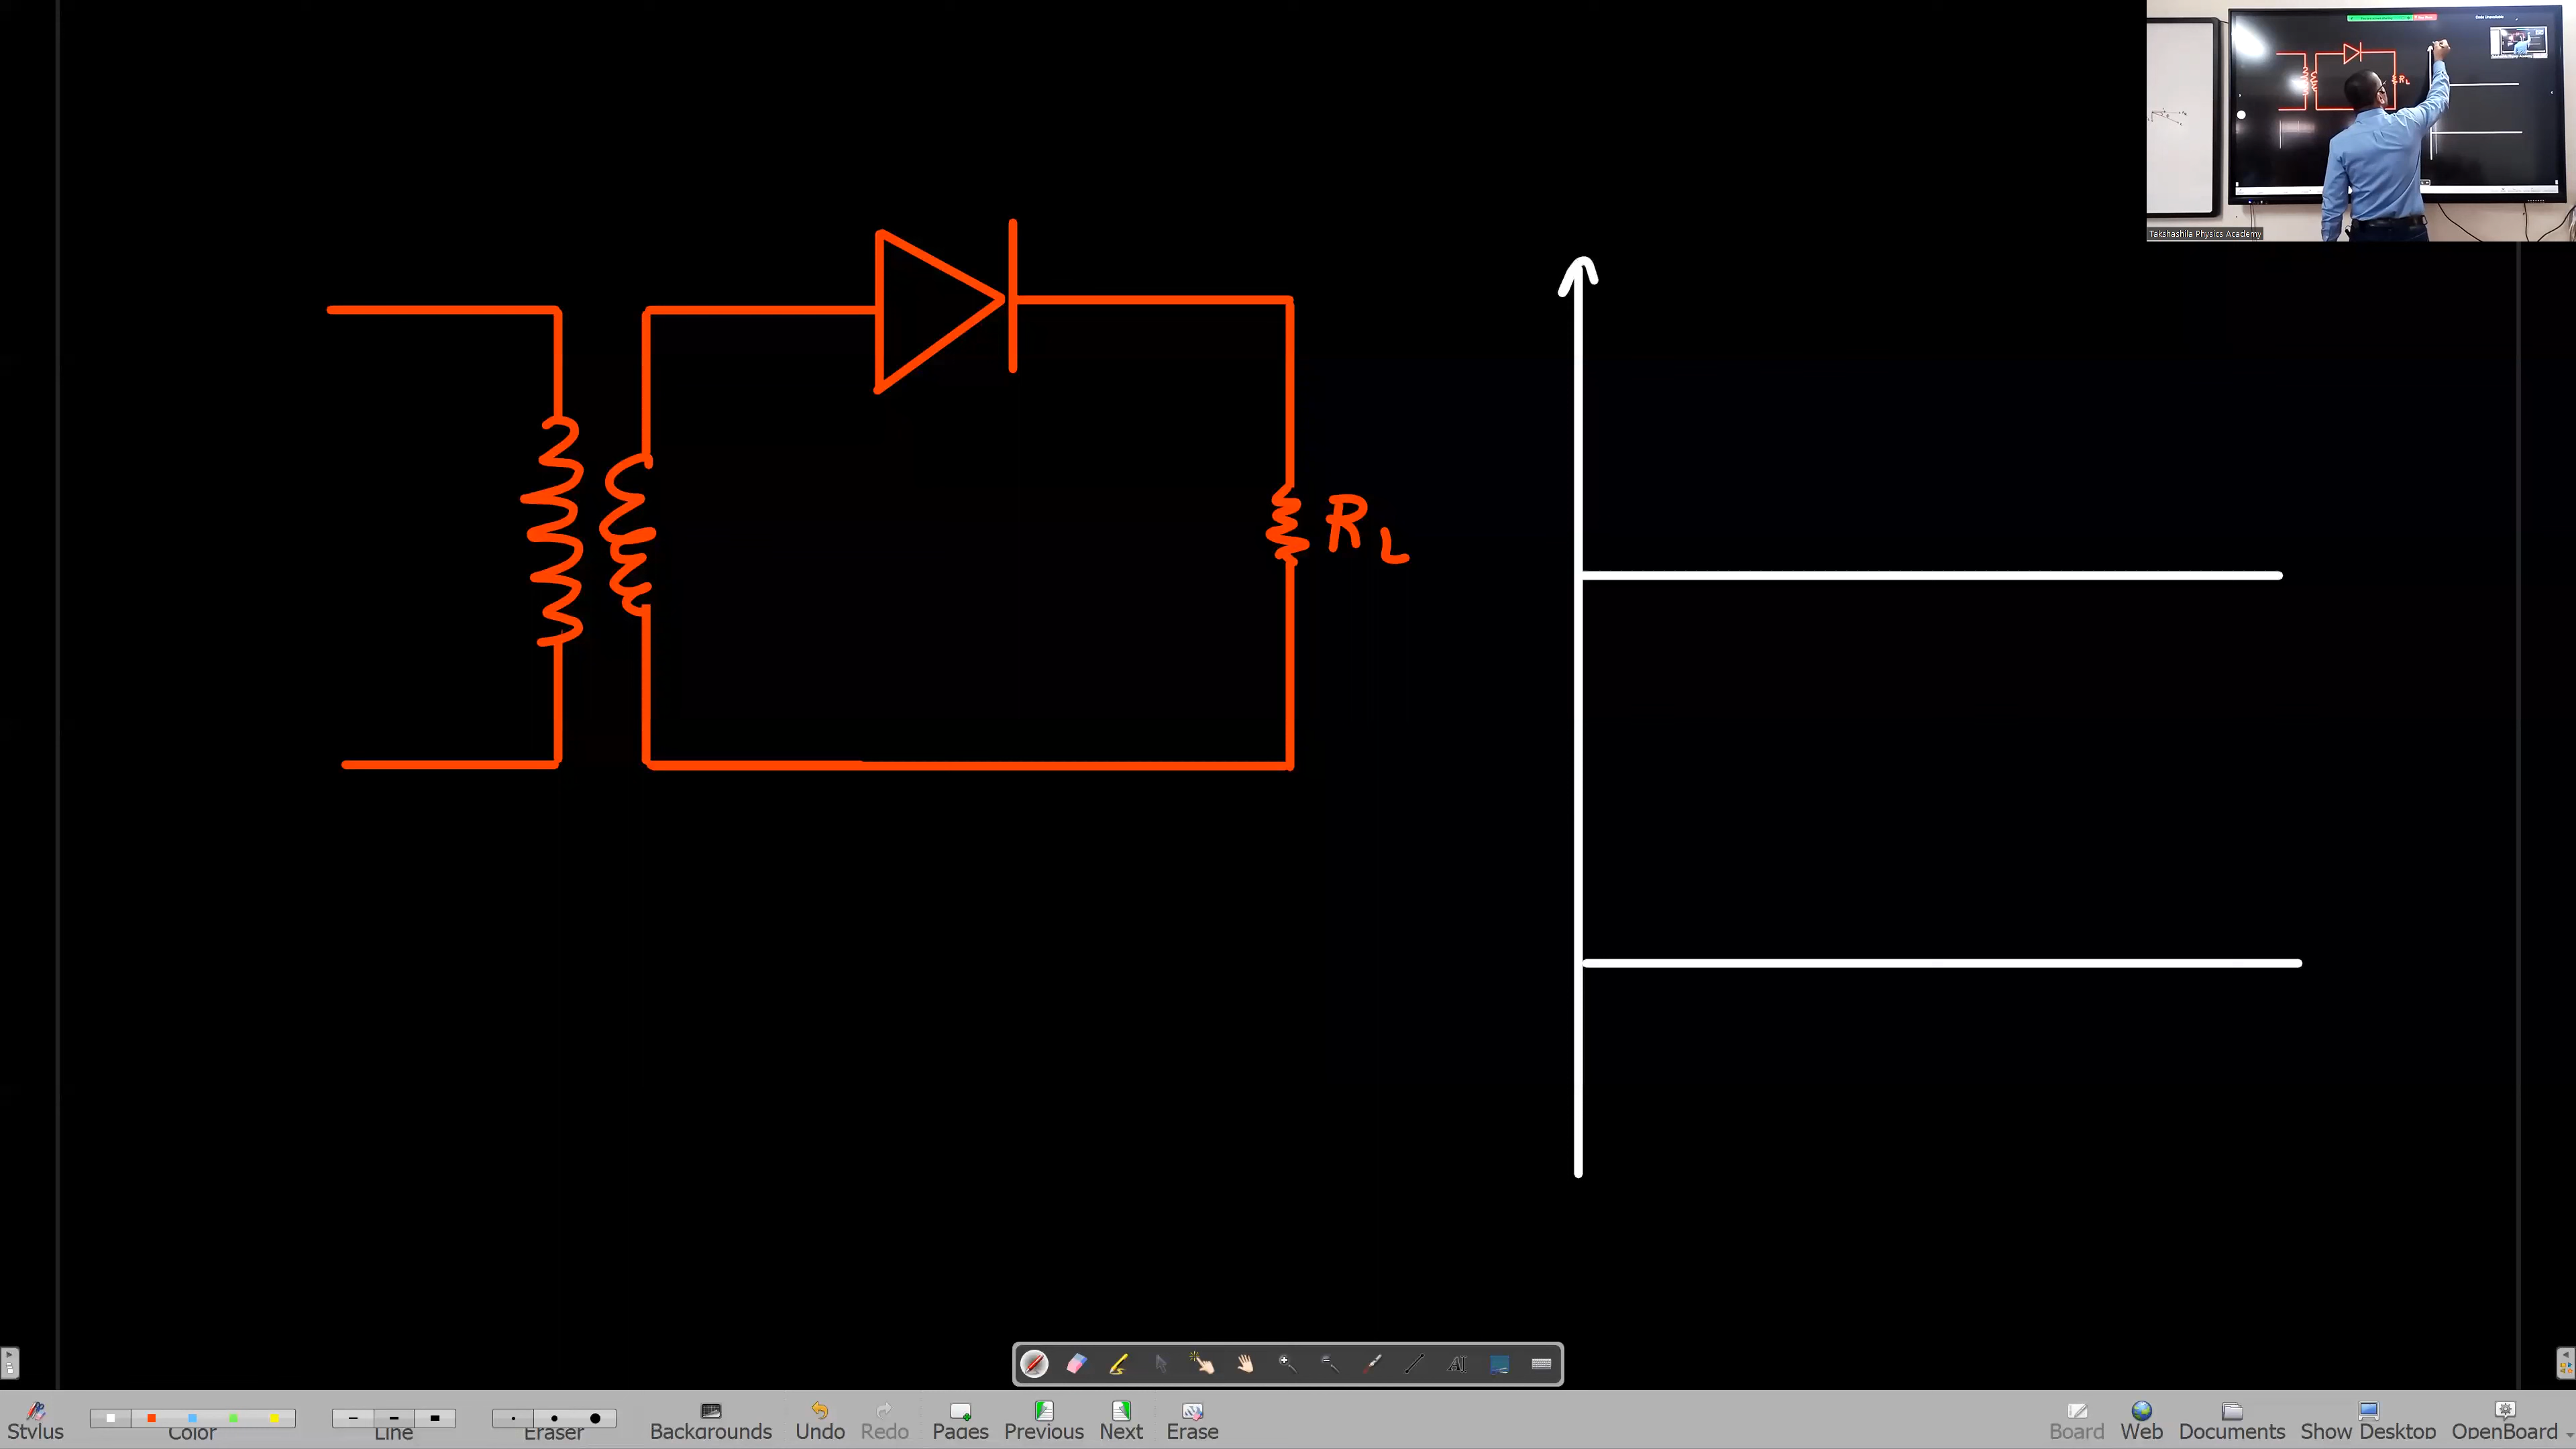 Takshashila Physics Academy
R L
Stylus
Color
Line
Eraser
Backgrounds
Undo
Redo
Pages
Previous
Next
Erase
Board
Web
Documents
Show Desktop
OpenBoard